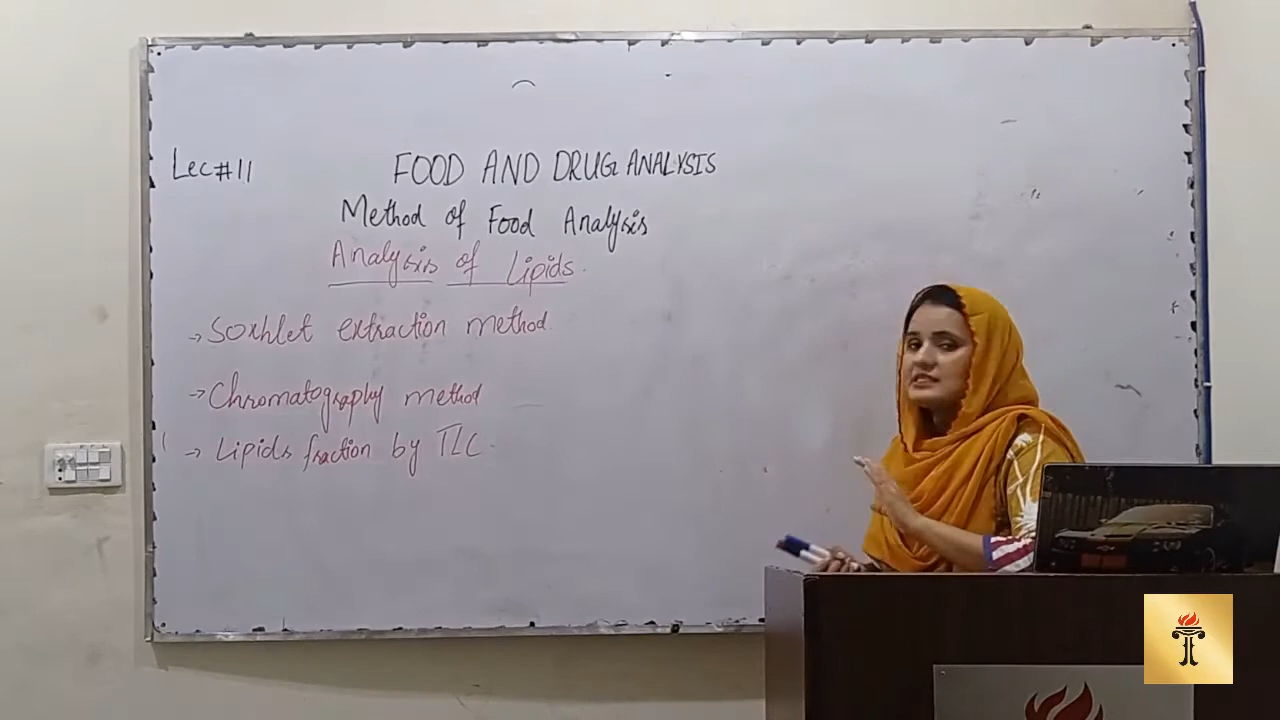 Lec#11
FOOD AND DRUG ANALYSIS
Method of Food Analysis
Analysis of Lipids.
→ Soxhlet extraction method.
→ Chromatography method
→ Lipids fraction by TLC.